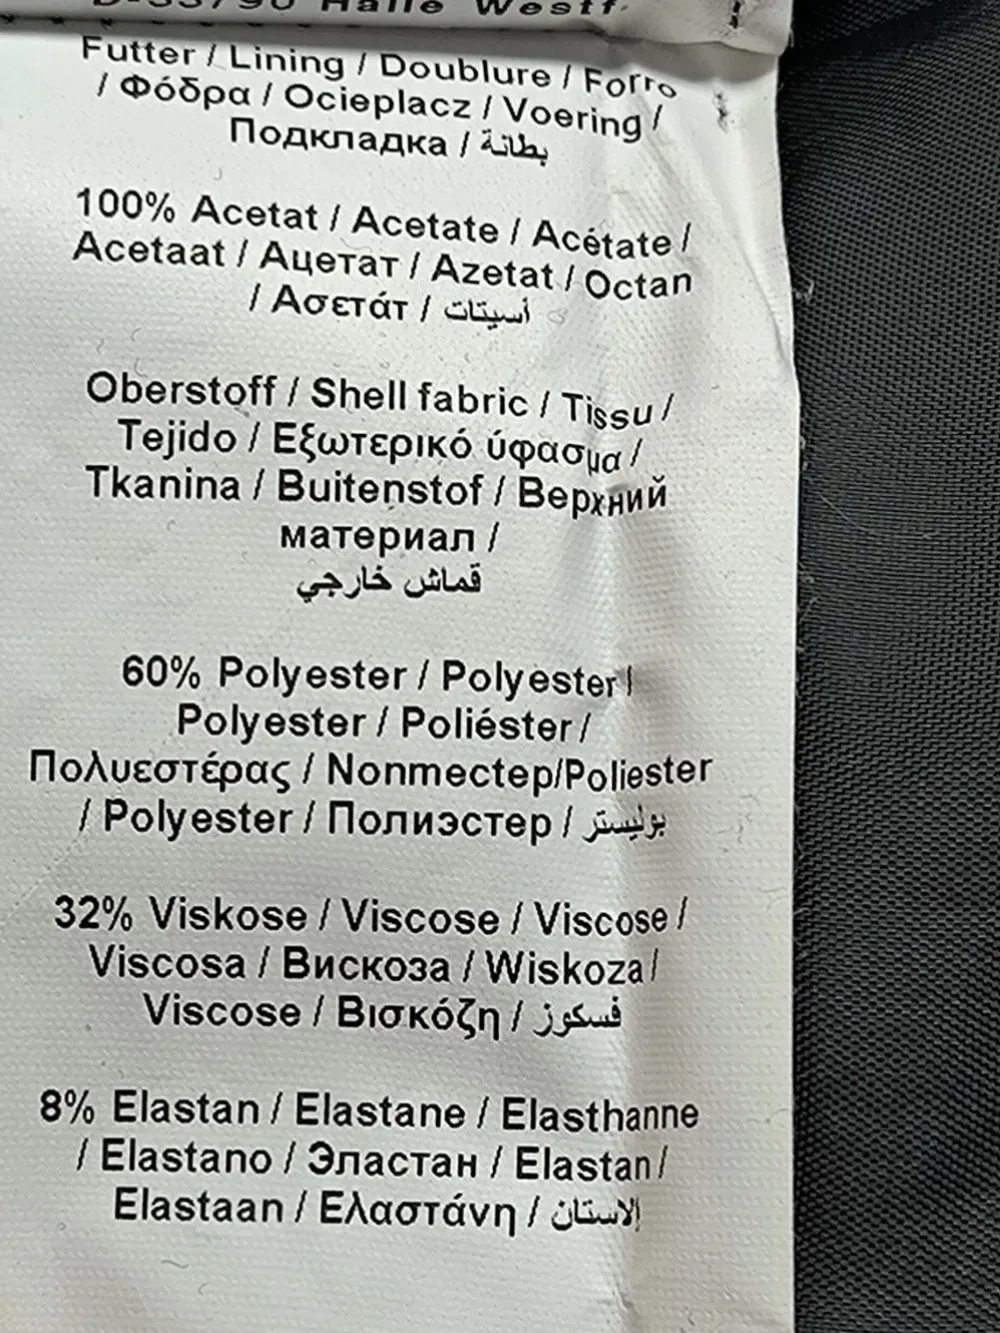 D-33790 Halle Westf.
Futter / Lining / Doublure / Forro
/ Φόδρα / Ocieplacz / Voering /
Подкладка / بطانة
100% Acetat / Acetate / Acétate /
Acetaat / Ацетат / Azetat / Octan
/ Ασετάτ / أسيتات
Oberstoff / Shell fabric / Tissu /
Tejido / Εξωτερικό ύφασμα /
Tkanina / Buitenstof / Верхний
материал /
قماش خارجي
60% Polyester / Polyester /
Polyester / Poliéster /
Πολυεστέρας / Nonmectep/Poliester
/ Polyester / Полиэстер / بوليستر
32% Viskose / Viscose / Viscose /
Viscosa / Вискоза / Wiskoza /
Viscose / Βισκόζη / فسكوز
8% Elastan / Elastane / Elasthanne
/ Elastano / Эластан / Elastan /
Elastaan / Ελαστάνη / الاستان